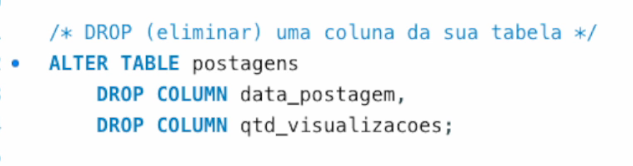 /* DROP (eliminar) uma coluna da sua tabela */
ALTER TABLE postagens
DROP COLUMN data_postagem,
DROP COLUMN qtd_visualizacoes;